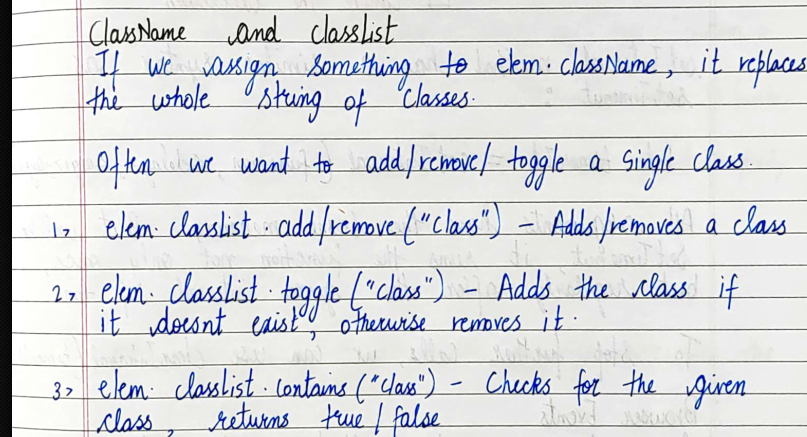 ClassName and classlist
If we assign something to elem.className, it replaces
the whole string of classes.
Often we want to add/remove/toggle a single class.
1> elem.classlist.add/remove("class") - Adds/removes a class
2> elem.classlist.toggle("class") - Adds the class if
it doesnt exist, otherwise removes it.
3> elem.classlist.contains("class") - Checks for the given
class, returns true/false